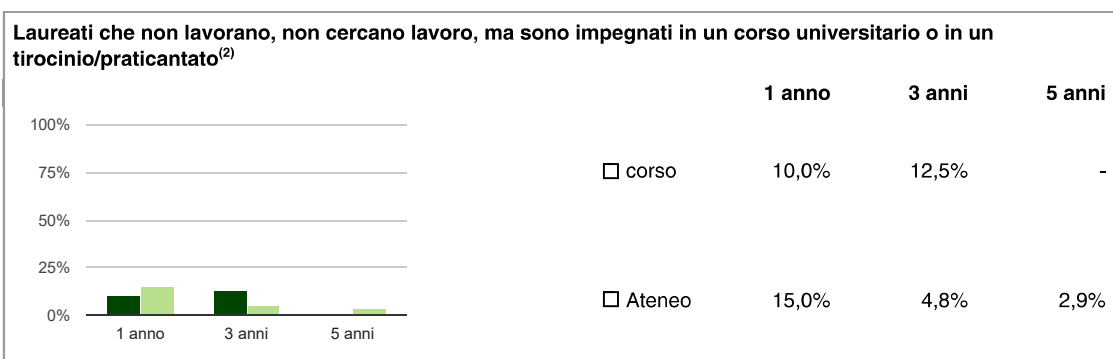 Laureati che non lavorano, non cercano lavoro, ma sono impegnati in un corso universitario o in un
tirocinio/praticantato(2)
1 anno 3 anni 5 anni
100%
75%
50%
25%
0%
1 anno 3 anni 5 anni
corso 10,0% 12,5% -
Ateneo 15,0% 4,8% 2,9%